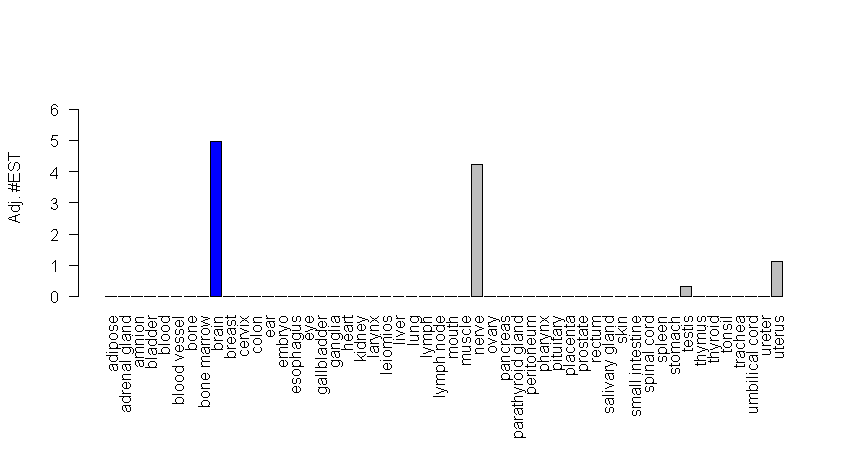 Adj. #EST
6
5
4
3
2
1
0
adipose
adrenal gland
amnion
bladder
blood
blood vessel
bone
bone marrow
brain
breast
cervix
colon
ear
embryo
esophagus
eye
gallbladder
ganglia
heart
kidney
larynx
leiomios
liver
lung
lymph
lymph node
mouth
muscle
nerve
ovary
pancreas
parathyroid gland
peritoneum
pharynx
pituitary
placenta
prostate
rectum
salivary gland
skin
small intestine
spinal cord
spleen
stomach
testis
thymus
thyroid
tonsil
trachea
umbilical cord
ureter
uterus